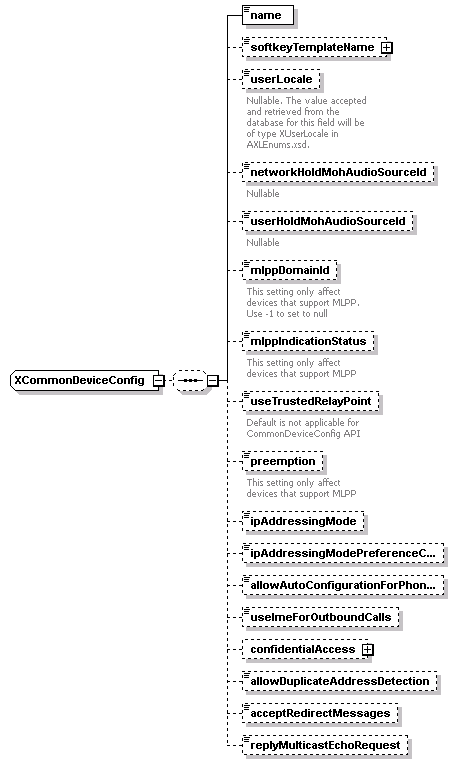 name
softkeyTemplateName
userLocale
Nullable. The value accepted
and retrieved from the
database for this field will be
of type XUserLocale in
AXLEnums.xsd.
networkHoldMohAudioSourceId
Nullable
userHoldMohAudioSourceId
Nullable
mlppDomainId
This setting only affect
devices that support MLPP.
Use -1 to set to null
mlppIndicationStatus
This setting only affect
devices that support MLPP
XCommonDeviceConfig
useTrustedRelayPoint
Default is not applicable for
CommonDeviceConfig API
preemption
This setting only affect
devices that support MLPP
ipAddressingMode
ipAddressingModePreferenceC...
allowAutoConfigurationForPhon...
useImeForOutboundCalls
confidentialAccess
allowDuplicateAddressDetection
acceptRedirectMessages
replyMulticastEchoRequest